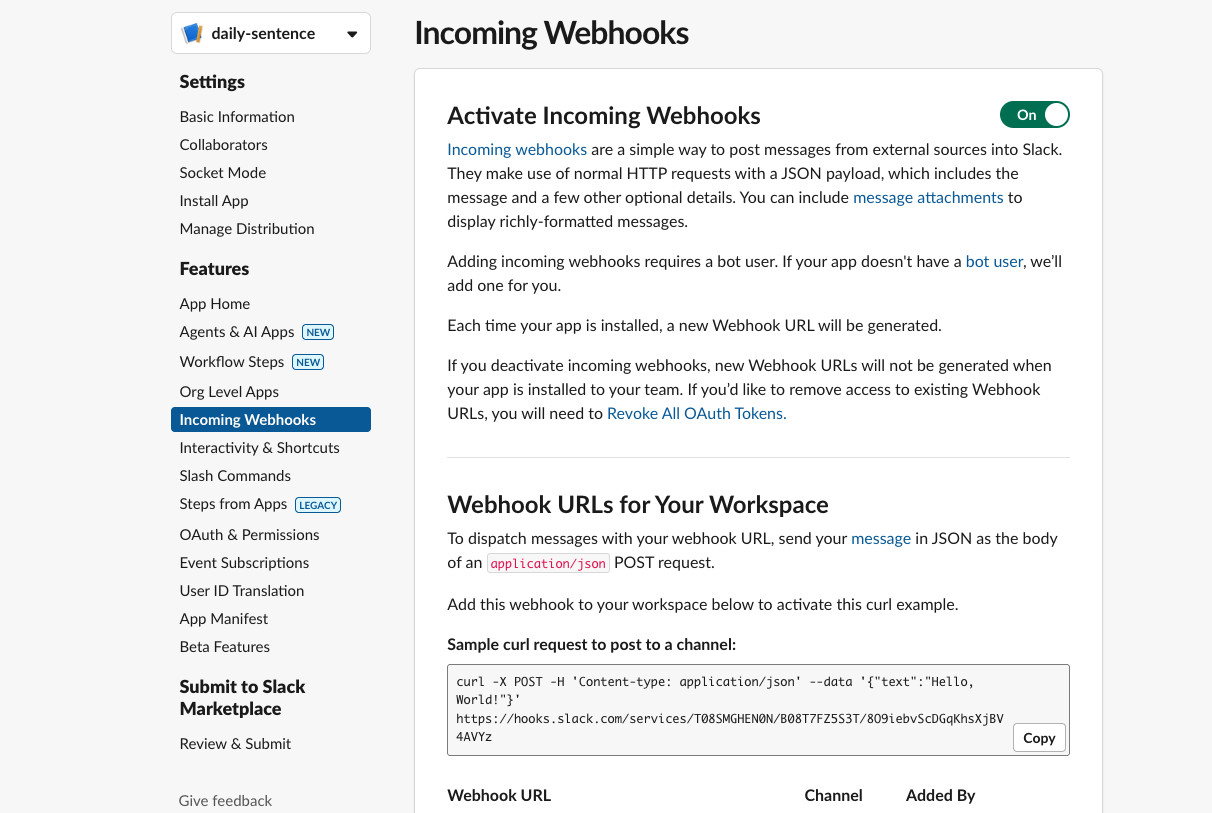 daily-sentence
Settings
Basic Information
Collaborators
Socket Mode
Install App
Manage Distribution
Features
App Home
Agents & AI Apps NEW
Workflow Steps NEW
Org Level Apps
Incoming Webhooks
Interactivity & Shortcuts
Slash Commands
Steps from Apps LEGACY
OAuth & Permissions
Event Subscriptions
User ID Translation
App Manifest
Beta Features
Submit to Slack
Marketplace
Review & Submit
Give feedback
Incoming Webhooks
Activate Incoming Webhooks
On
Incoming webhooks are a simple way to post messages from external sources into Slack.
They make use of normal HTTP requests with a JSON payload, which includes the
message and a few other optional details. You can include message attachments to
display richly-formatted messages.
Adding incoming webhooks requires a bot user. If your app doesn't have a bot user, we’ll
add one for you.
Each time your app is installed, a new Webhook URL will be generated.
If you deactivate incoming webhooks, new Webhook URLs will not be generated when
your app is installed to your team. If you’d like to remove access to existing Webhook
URLs, you will need to Revoke All OAuth Tokens.
Webhook URLs for Your Workspace
To dispatch messages with your webhook URL, send your message in JSON as the body
of an application/json POST request.
Add this webhook to your workspace below to activate this curl example.
Sample curl request to post to a channel:
curl -X POST -H 'Content-type: application/json' --data '{"text":"Hello,
World!"}'
https://hooks.slack.com/services/T08SMGHEN0N/B08T7FZ5S3T/8O9iebvScDGqKhsXjBV
4AVYz
Copy
Webhook URL Channel Added By